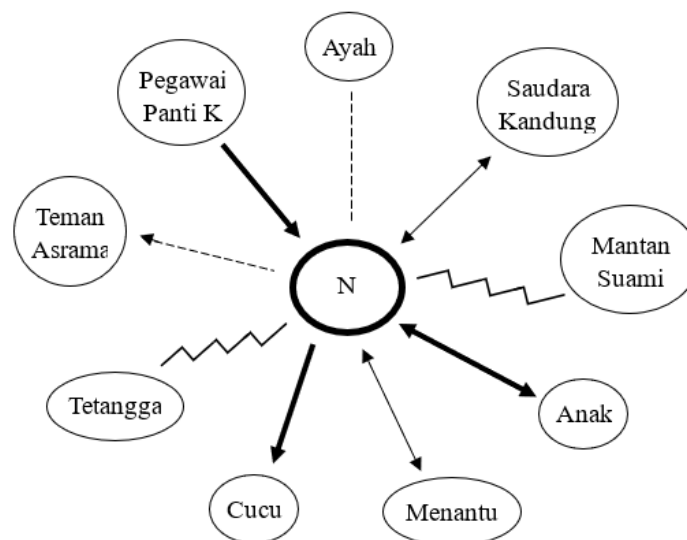 Ayah
Pegawai
Panti K
Saudara
Kandung
Teman
Asrama
Mantan
Suami
N
Tetangga
Anak
Cucu
Menantu